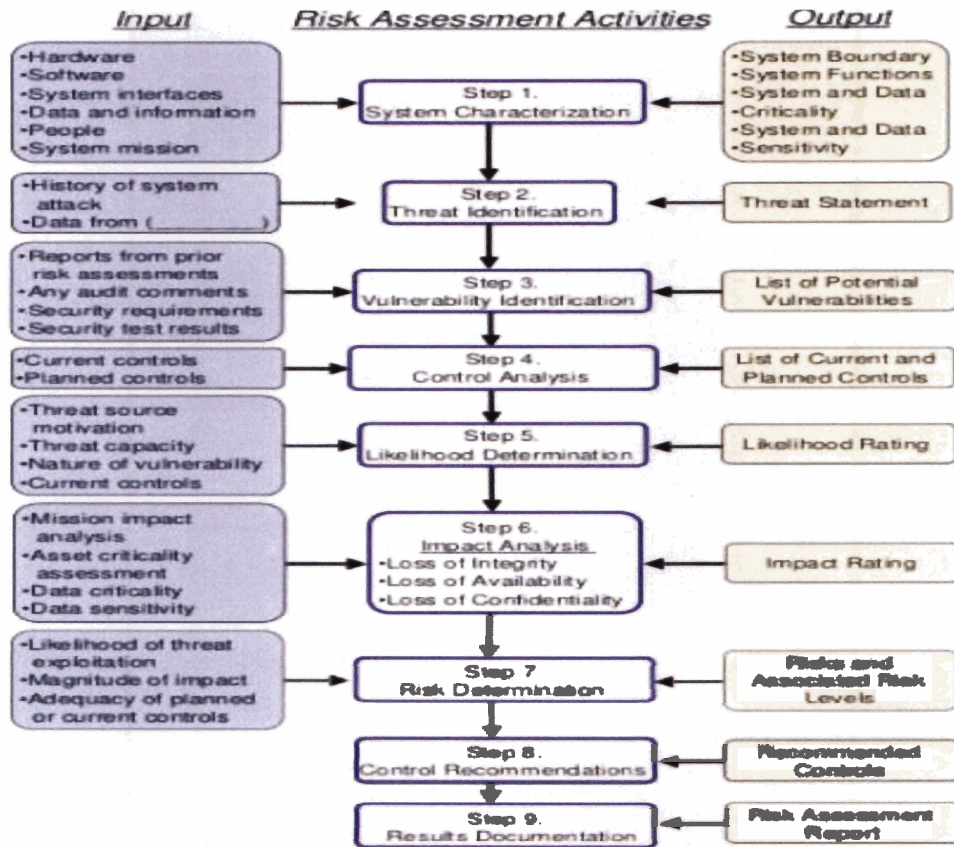 Input
Risk Assessment Activities
Output
•Hardware
•Software
•System interfaces
•Data and information
•People
•System mission
Step 1.
System Characterization
•System Boundary
•System Functions
•System and Data
•Criticality
•System and Data
•Sensitivity
•History of system
attack
•Data from (__________)
Step 2.
Threat Identification
Threat Statement
•Reports from prior
risk assessments
•Any audit comments
•Security requirements
•Security test results
Step 3.
Vulnerability Identification
List of Potential
Vulnerabilities
•Current controls
•Planned controls
Step 4.
Control Analysis
List of Current and
Planned Controls
•Threat source
motivation
•Threat capacity
•Nature of vulnerability
•Current controls
Step 5.
Likelihood Determination
Likelihood Rating
•Mission impact
analysis
•Asset criticality
assessment
•Data criticality
•Data sensitivity
Step 6.
Impact Analysis
•Loss of Integrity
•Loss of Availability
•Loss of Confidentiality
Impact Rating
•Likelihood of threat
exploitation
•Magnitude of impact
•Adequacy of planned
or current controls
Step 7
Risk Determination
Risks and
Associated Risk
Levels
Step 8.
Control Recommendations
Recommended
Controls
Step 9.
Results Documentation
Risk Assessment
Report